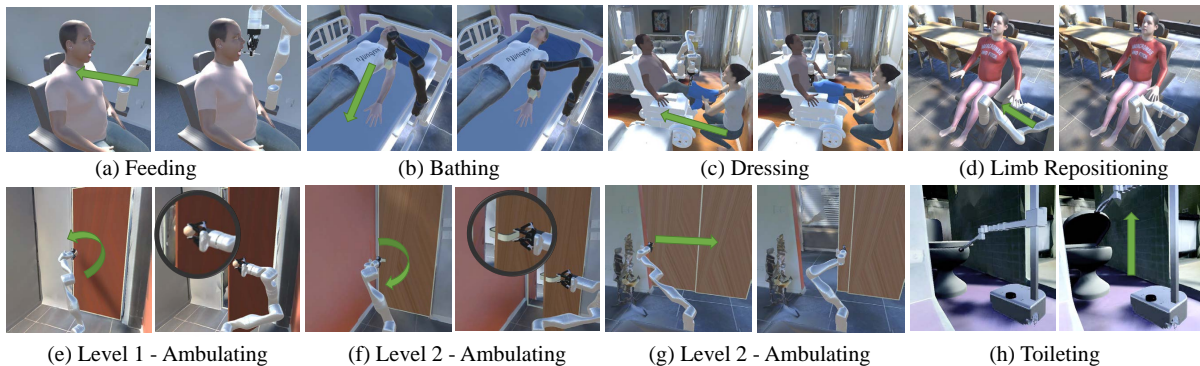 (a) Feeding
(b) Bathing
(c) Dressing
(d) Limb Repositioning
(e) Level 1 - Ambulating
(f) Level 2 - Ambulating
(g) Level 2 - Ambulating
(h) Toileting